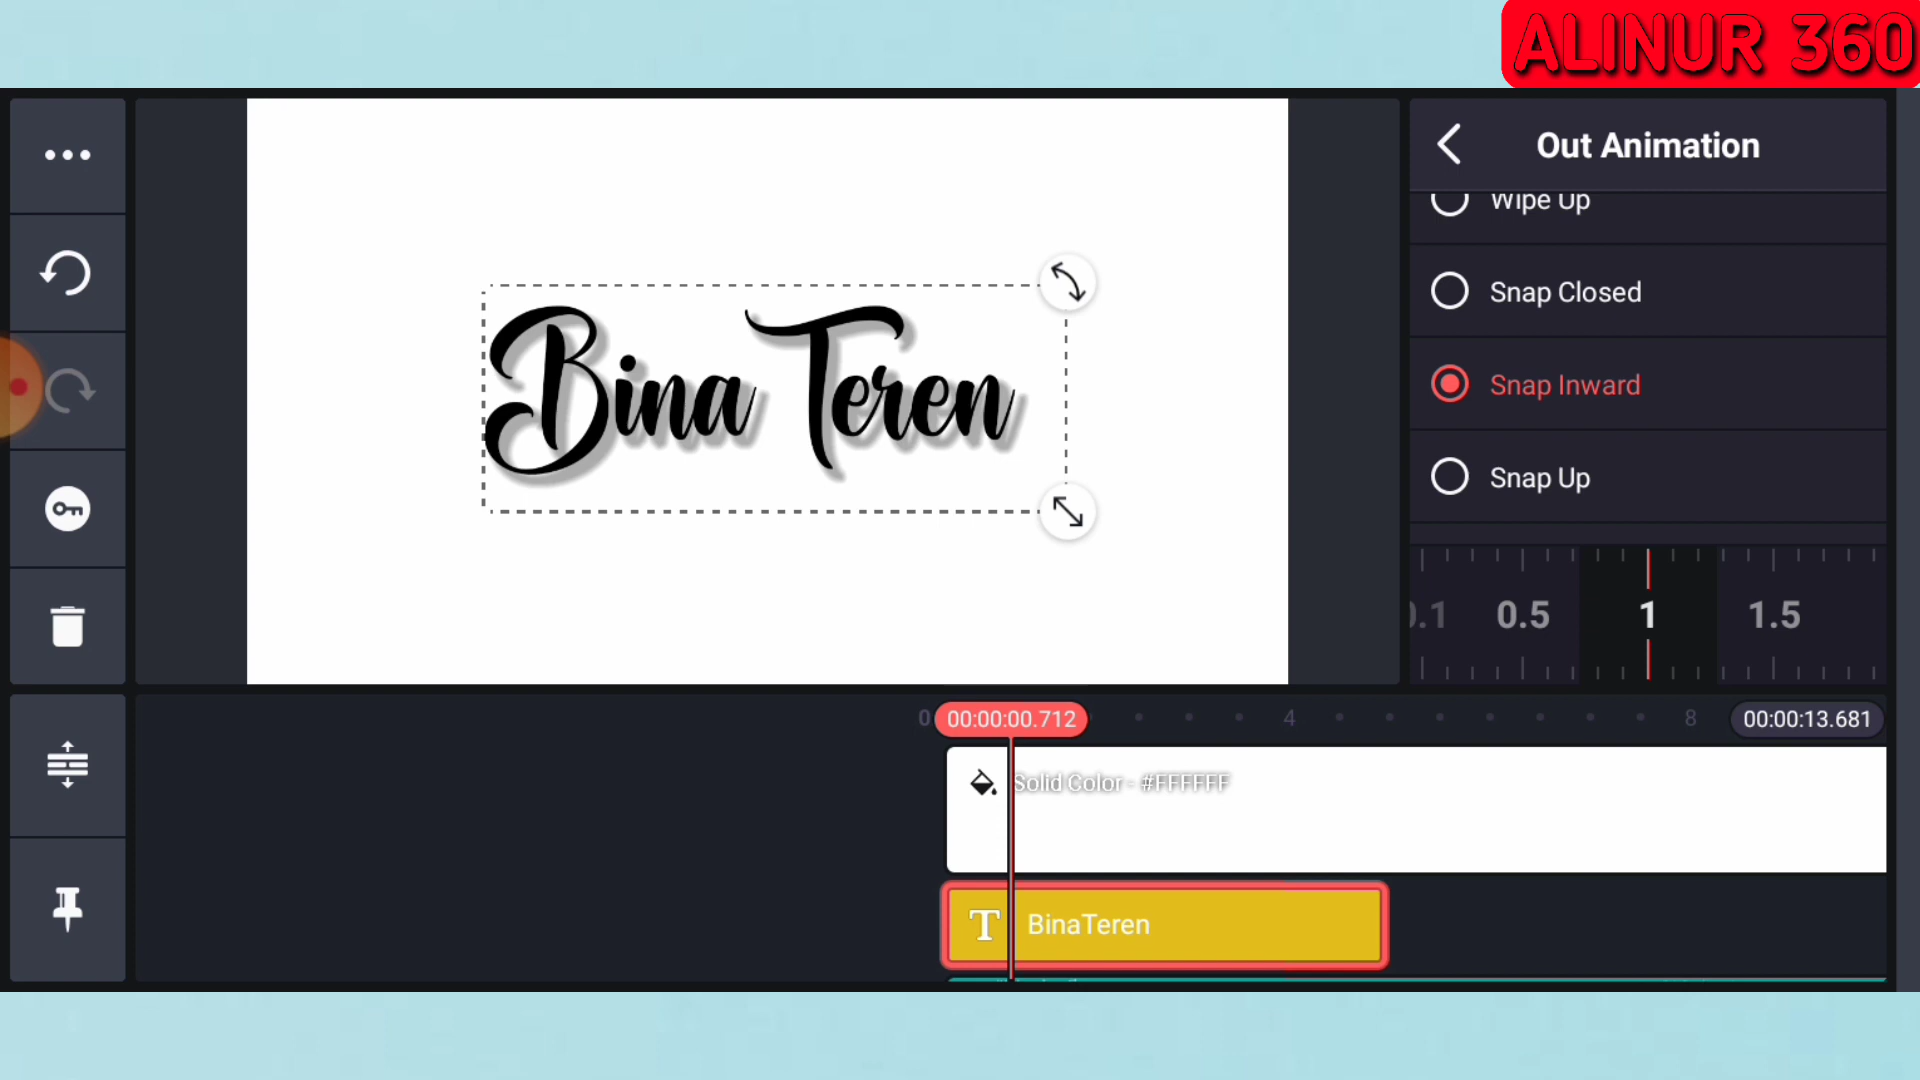 ALINUR 360
Out Animation
Wipe Up
Snap Closed
Snap Inward
Snap Up
0.5 1 1.5
Bina Teren
0 00:00:00.712 4 8 00:00:13.681
Solid Color - #FFFFFF
T BinaTeren